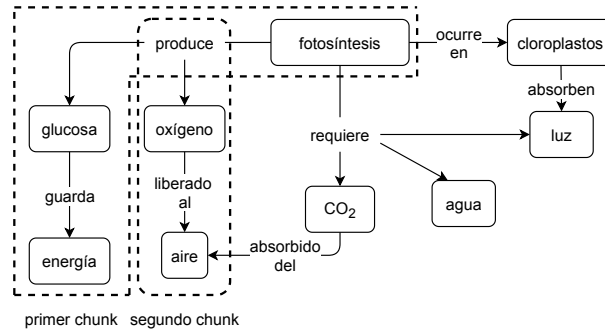 produce
fotosíntesis
ocurre
en
cloroplastos
absorben
glucosa
oxígeno
requiere
luz
guarda
liberado
al
CO₂
agua
energía
aire
absorbido
del
primer chunk
segundo chunk